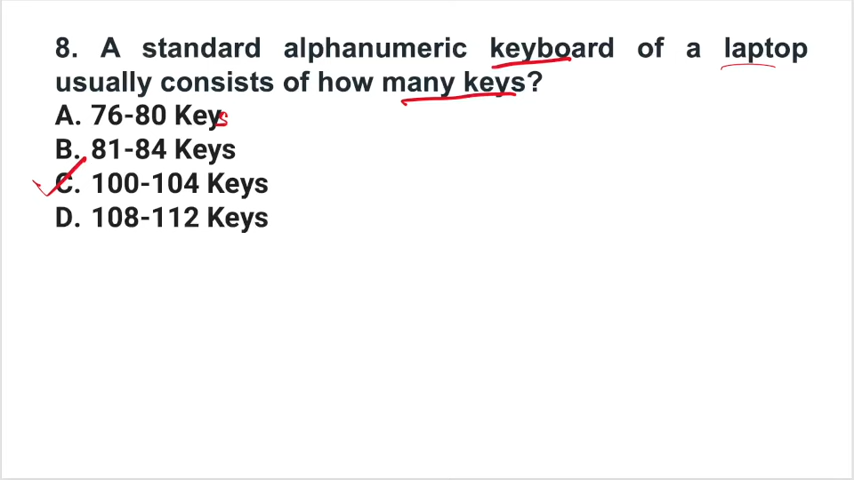 8. A standard alphanumeric keyboard of a laptop
usually consists of how many keys?
A. 76-80 Keys
B. 81-84 Keys
C. 100-104 Keys
D. 108-112 Keys